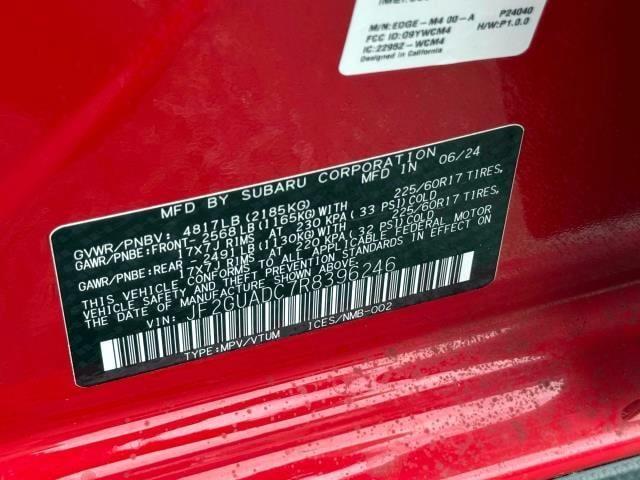 P24040
M/N:EDGE-M4 00-A H/W:P1.0.0
FCC ID:O9YWCM4
IC:22952-WCM4
Designed in California
MFD BY SUBARU CORPORATION MFD IN 06/24
GVWR/PNBV: 4817LB(2185KG)
GAWR/PNBE:FRONT-2568LB(1165KG)WITH 225/60R17 TIRES,
17X7J RIMS AT 230 KPA(33 PSI)COLD
GAWR/PNBE:REAR -2491LB(1130KG)WITH 225/60R17 TIRES,
17X7J RIMS AT 220 KPA(32 PSI)COLD
THIS VEHICLE CONFORMS TO ALL APPLICABLE FEDERAL MOTOR
VEHICLE SAFETY AND THEFT PREVENTION STANDARDS IN EFFECT
ON THE DATE OF MANUFACTURE SHOWN ABOVE.
VIN: JF2GUADC7R8396246
TYPE:MPV/VTUM ICES/NMB-002